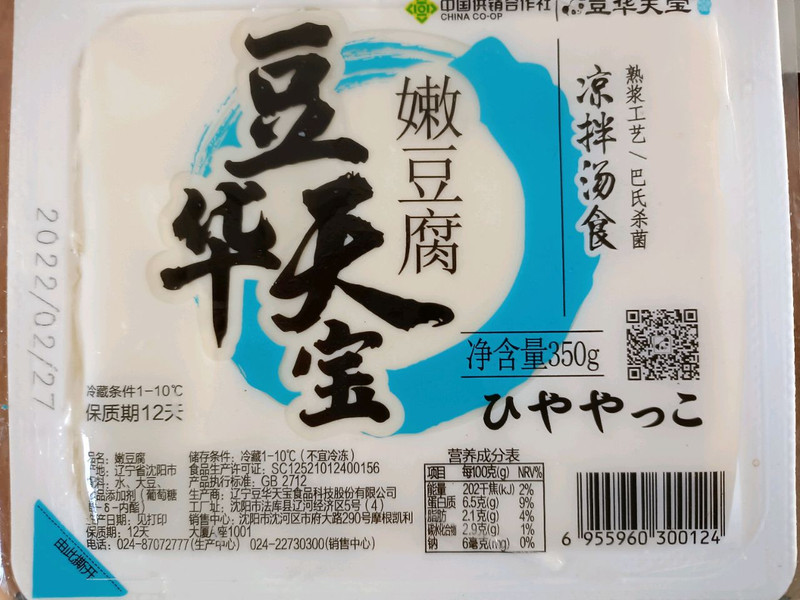 中国供销合作社
CHINA CO-OP
豆华天宝
豆华天宝
嫩豆腐
凉拌汤食
熟浆工艺/巴氏杀菌
2022/02/27
净含量350g
ひややっこ
冷藏条件1-10℃
保质期12天
品名: 嫩豆腐
产地: 辽宁省沈阳市
配料: 水、大豆、
食品添加剂(葡萄糖
酸-δ-内酯)
生产日期: 见打印
保质期: 12天
电话: 024-87072777(生产中心) 024-22730300(销售中心)
储存条件: 冷藏1-10℃(不宜冷冻)
食品生产许可证: SC12521012400156
产品执行标准: GB 2712
生产商: 辽宁豆华天宝食品科技股份有限公司
工厂址: 沈阳市法库县辽河经济区5号(4)
销售中心: 沈阳市沈河区市府大路290号摩根凯利
大厦A座1001
营养成分表
项目 每100克(g) NRV%
能量 202千焦(kJ) 2%
蛋白质 6.5克(g) 9%
脂肪 2.1克(g) 4%
碳水化合物 2.9克(g) 1%
钠 6毫克(mg) 0%
6 955960 300124
由此撕开